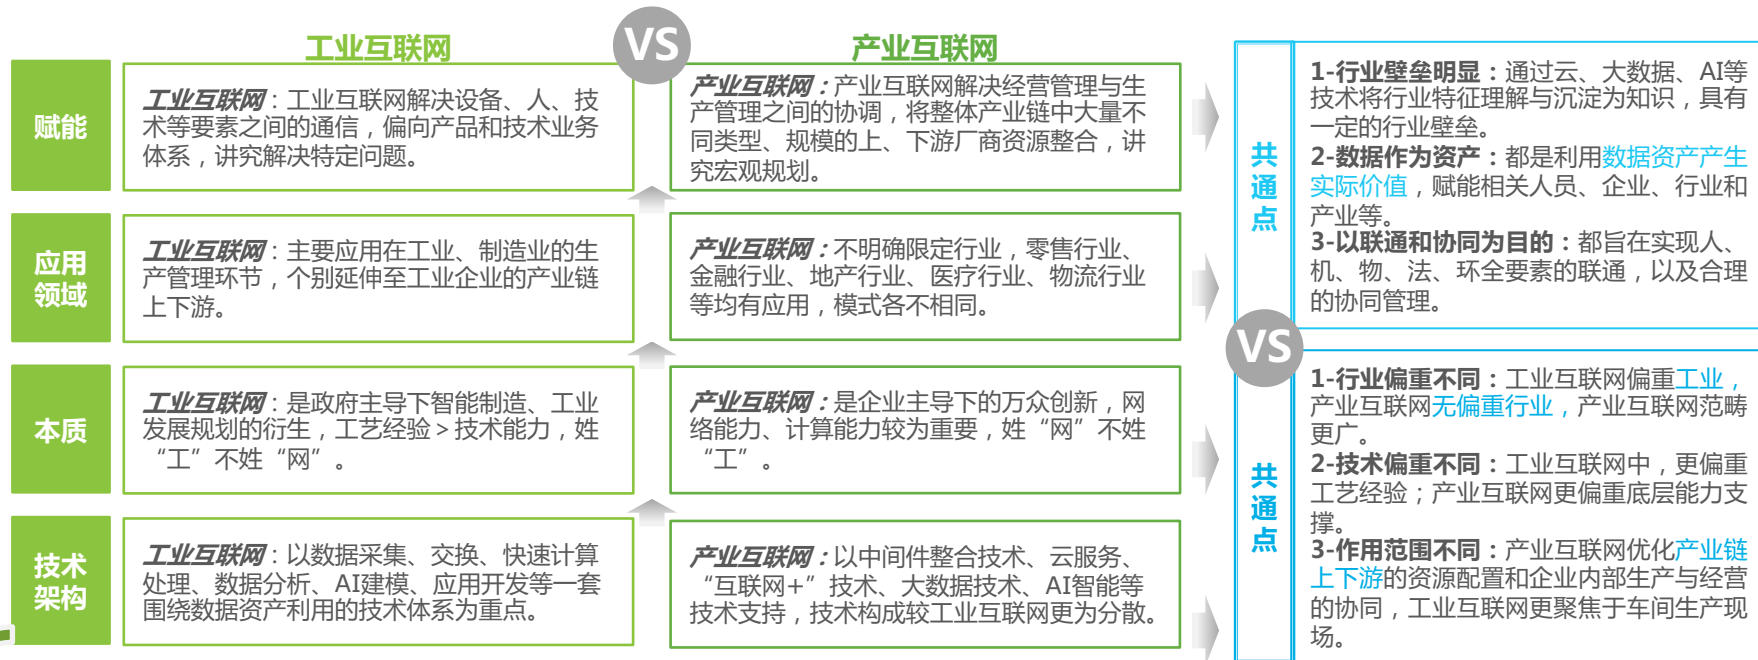 工业互联网
VS
产业互联网
赋能
工业互联网：工业互联网解决设备、人、技
术等要素之间的通信，偏向产品和技术业务
体系，讲究解决特定问题。
产业互联网：产业互联网解决经营管理与生
产管理之间的协调，将整体产业链中大量不
同类型、规模的上、下游厂商资源整合，讲
究宏观规划。
应用
领域
工业互联网：主要应用在工业、制造业的生
产管理环节，个别延伸至工业企业的产业链
上下游。
产业互联网：不明确限定行业，零售行业、
金融行业、地产行业、医疗行业、物流行业
等均有应用，模式各不相同。
本质
工业互联网：是政府主导下智能制造、工业
发展规划的衍生，工艺经验＞技术能力，姓
“工”不姓“网”。
产业互联网：是企业主导下的万众创新，网
络能力、计算能力较为重要，姓“网”不姓
“工”。
技术
架构
工业互联网：以数据采集、交换、快速计算
处理、数据分析、AI建模、应用开发等一套
围绕数据资产利用的技术体系为重点。
产业互联网：以中间件整合技术、云服务、
“互联网+”技术、大数据技术、AI智能等
技术支持，技术构成较工业互联网更为分散。
共
通
点
1-行业壁垒明显：通过云、大数据、AI等
技术将行业特征理解与沉淀为知识，具有
一定的行业壁垒。
2-数据作为资产：都是利用数据资产产生
实际价值，赋能相关人员、企业、行业和
产业等。
3-以联通和协同为目的：都旨在实现人、
机、物、法、环全要素的联通，以及合理
的协同管理。
VS
共
通
点
1-行业偏重不同：工业互联网偏重工业，
产业互联网无偏重行业，产业互联网范畴
更广。
2-技术偏重不同：工业互联网中，更偏重
工艺经验；产业互联网更偏重底层能力支
撑。
3-作用范围不同：产业互联网优化产业链
上下游的资源配置和企业内部生产与经营
的协同，工业互联网更聚焦于车间生产现
场。